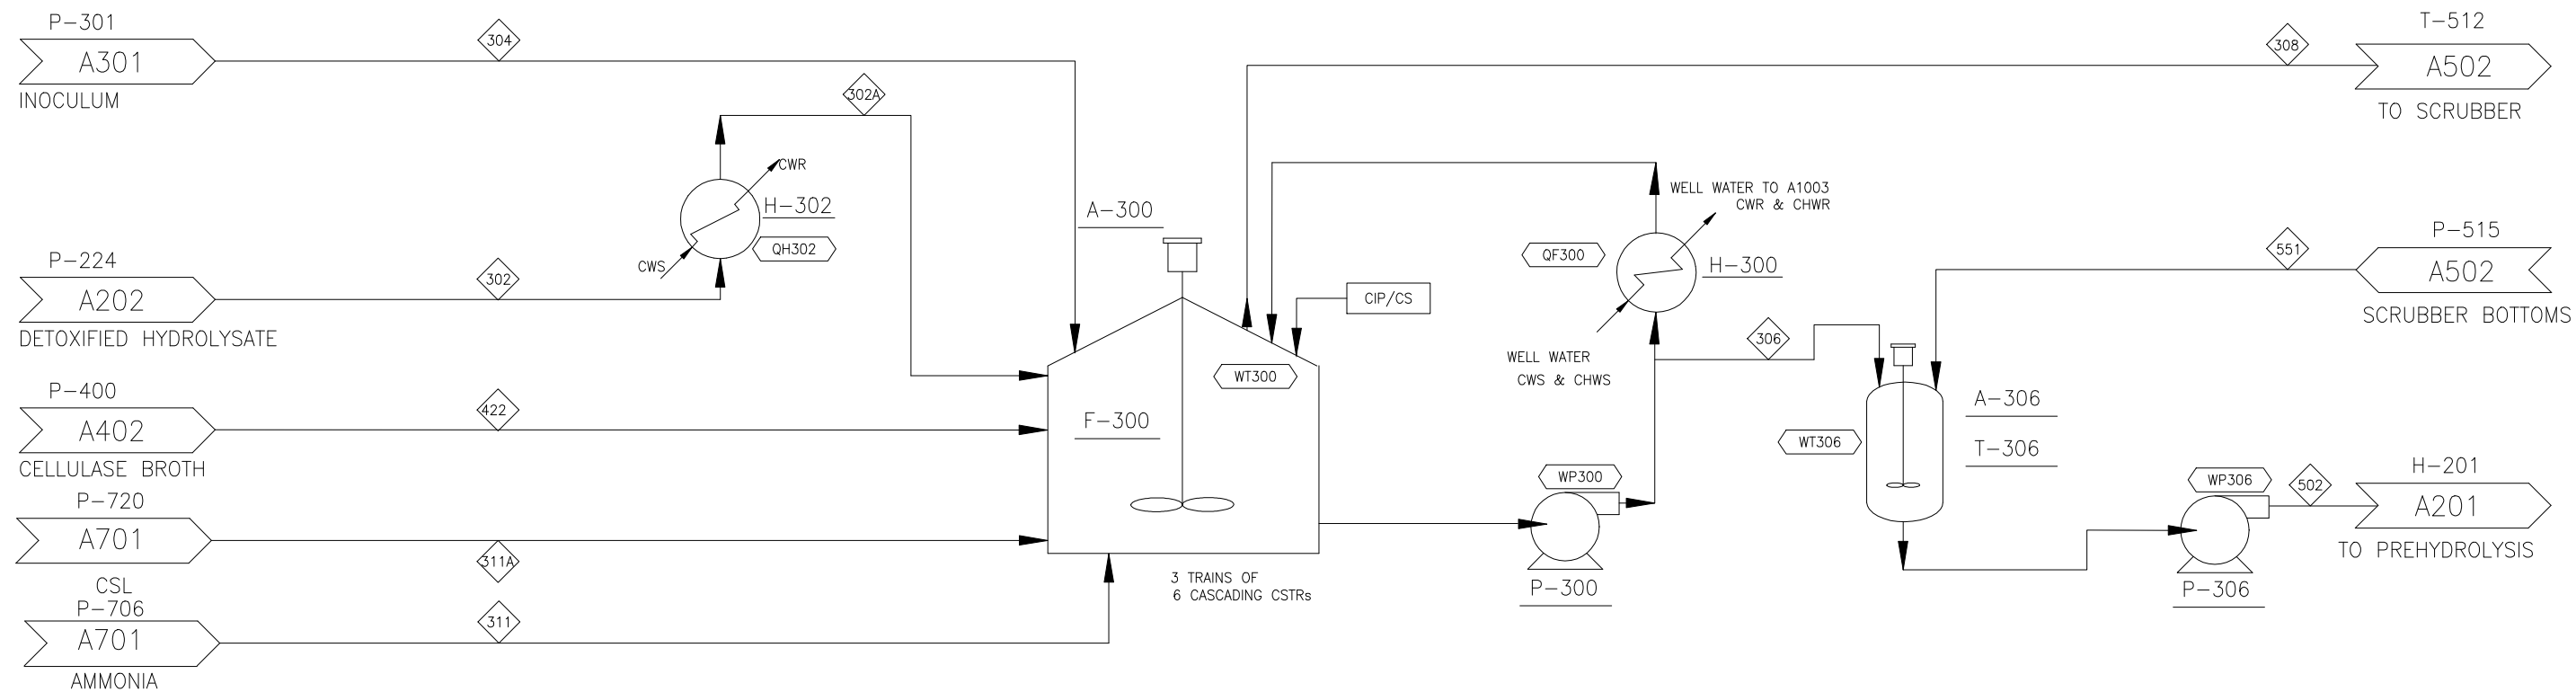 P-301
A301
INOCULUM
304
302A
CWR
H-302
QH302
CWS
P-224
A202
DETOXIFIED HYDROLYSATE
302
P-400
A402
CELLULASE BROTH
422
P-720
A701
CSL
311A
P-706
A701
AMMONIA
311
A-300
F-300
WT300
CIP/CS
3 TRAINS OF
6 CASCADING CSTRs
WELL WATER TO A1003
CWR & CHWR
QF300
H-300
WELL WATER
CWS & CHWS
WP300
P-300
306
A-306
T-306
WT306
WP306
P-306
308
T-512
A502
TO SCRUBBER
551
P-515
A502
SCRUBBER BOTTOMS
502
H-201
A201
TO PREHYDROLYSIS